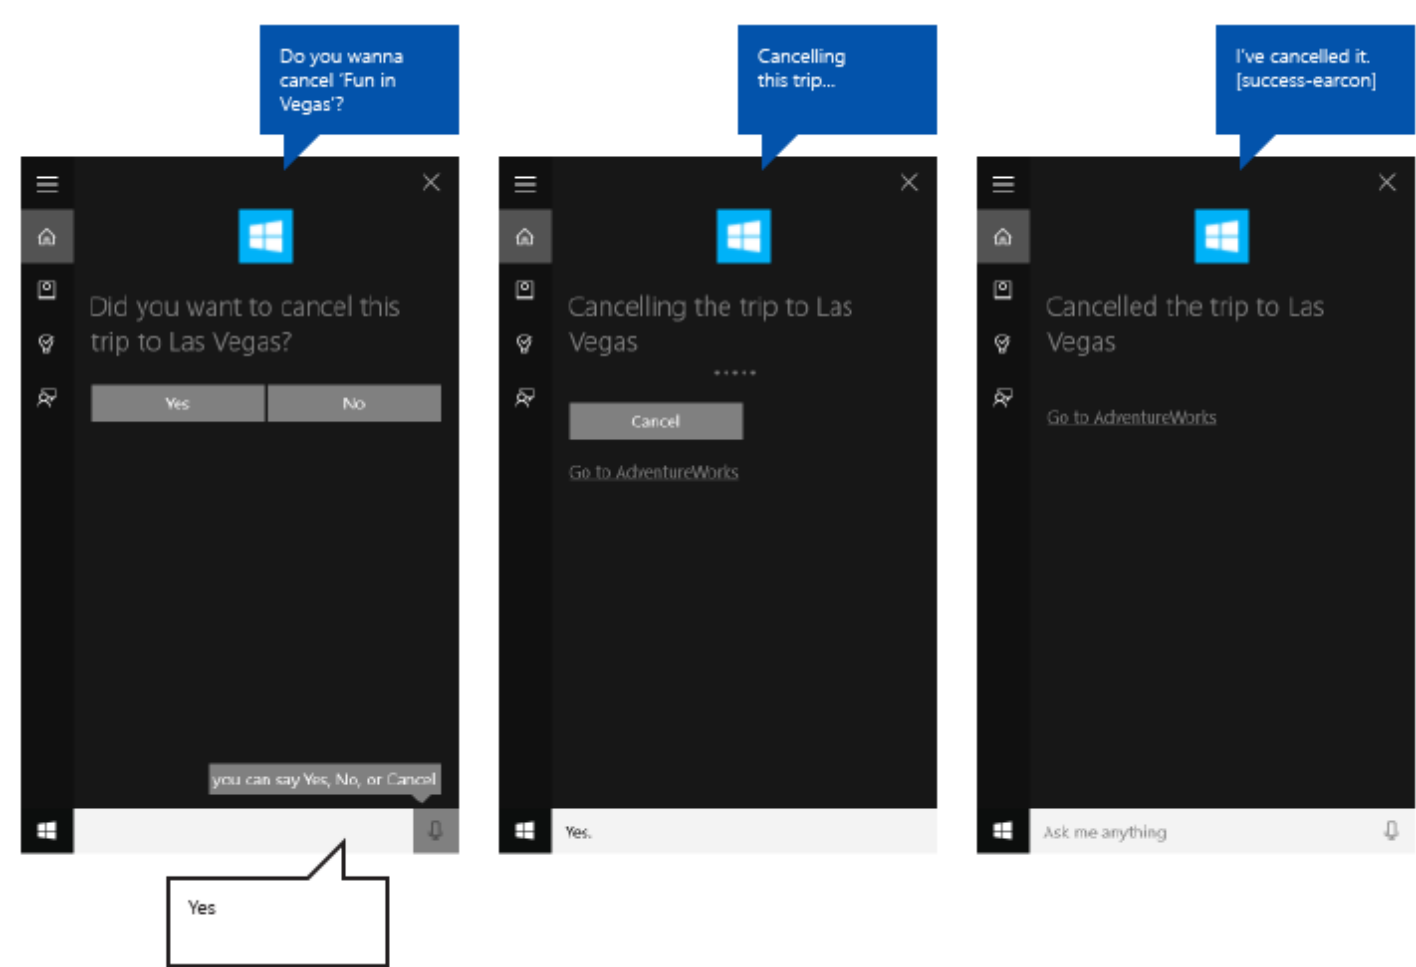 Do you wanna
cancel ‘Fun in
Vegas’?
Did you want to cancel this
trip to Las Vegas?
Yes
No
you can say Yes, No, or Cancel
Yes
Cancelling
this trip...
Cancelling the trip to Las
Vegas
Cancel
Go to AdventureWorks
Yes.
I've cancelled it.
[success-earcon]
Cancelled the trip to Las
Vegas
Go to AdventureWorks
Ask me anything